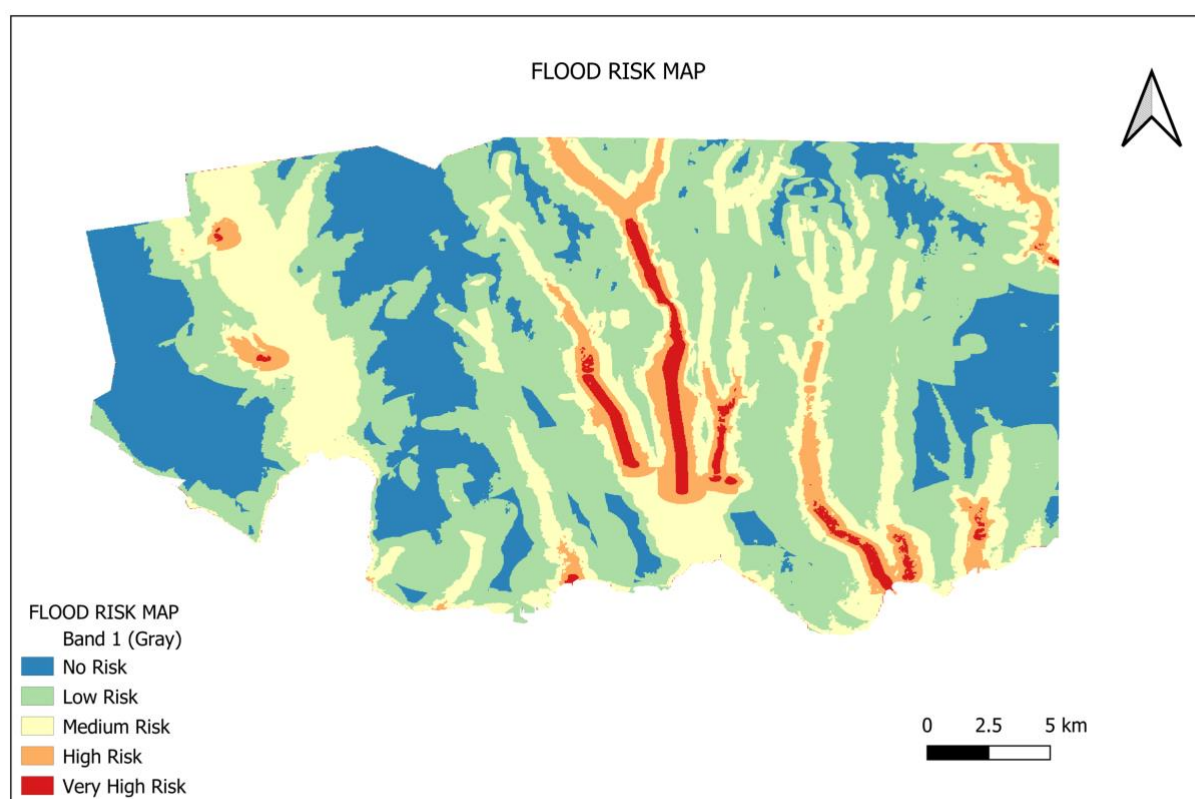 FLOOD RISK MAP
FLOOD RISK MAP
Band 1 (Gray)
No Risk
Low Risk
Medium Risk
High Risk
Very High Risk
0 2.5 5 km